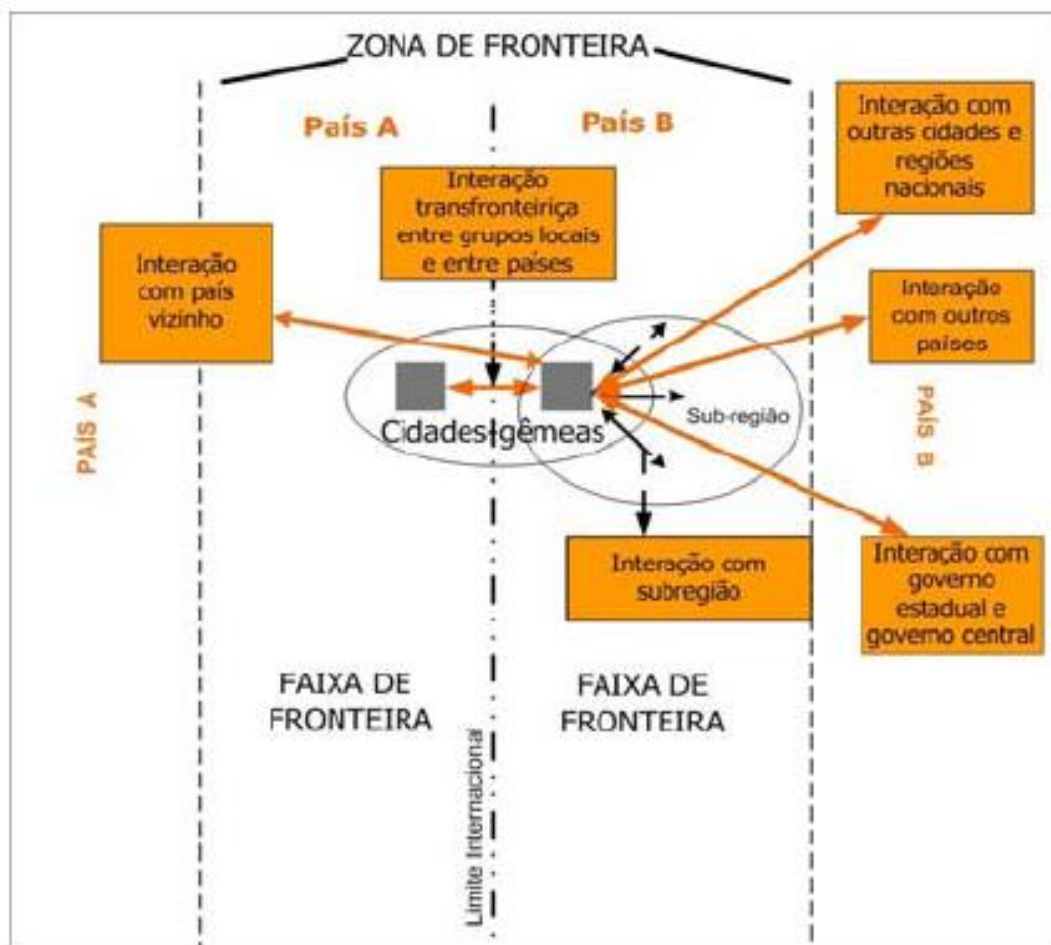 ZONA DE FRONTEIRA
País A
País B
Interação com
outras cidades e
regiões
nacionais
Interação
transfronteiriça
entre grupos locais
e entre países
Interação
com país
vizinho
Interação
com outros
países
Cidades-gêmeas
Sub-região
PAÍS A
PAÍS B
Interação com
subregião
Interação com
governo
estadual e
governo central
FAIXA DE
FRONTEIRA
FAIXA DE
FRONTEIRA
Limite Internacional